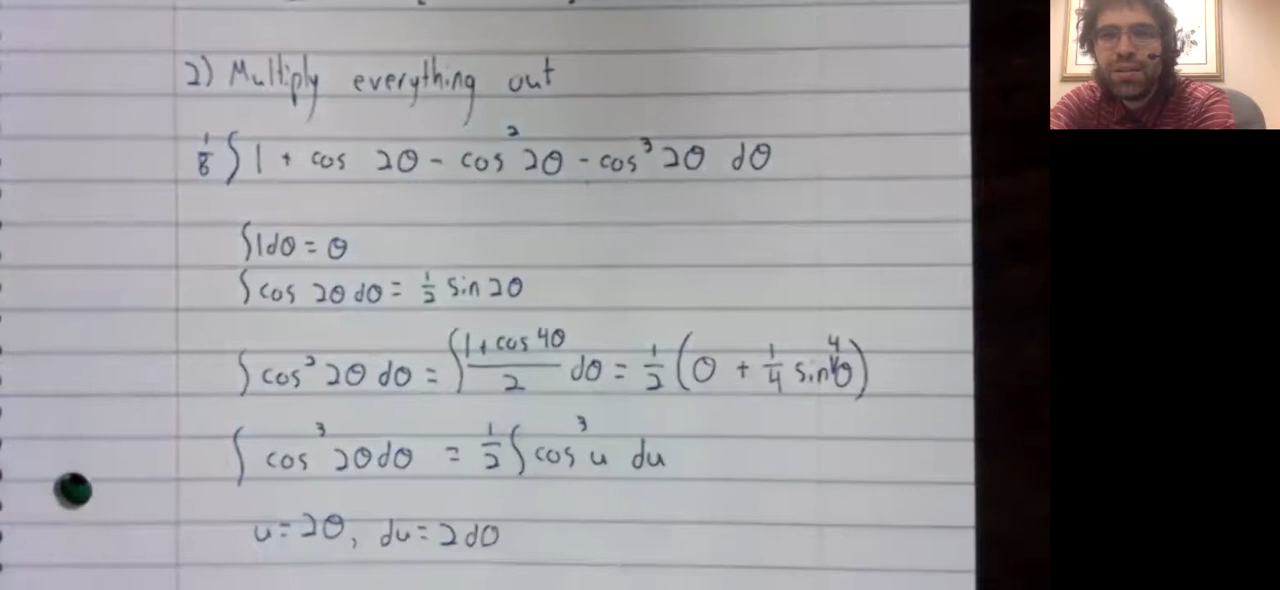 2) Multiply everything out
1/8 ∫ 1 + cos 2θ - cos² 2θ - cos³ 2θ dθ
∫ 1 dθ = θ
∫ cos 2θ dθ = 1/2 sin 2θ
∫ cos² 2θ dθ = ∫ (1 + cos 4θ)/2 dθ = 1/2 (θ + 1/4 sin 4θ)
∫ cos³ 2θ dθ = 1/2 ∫ cos³ u du
u = 2θ, du = 2dθ